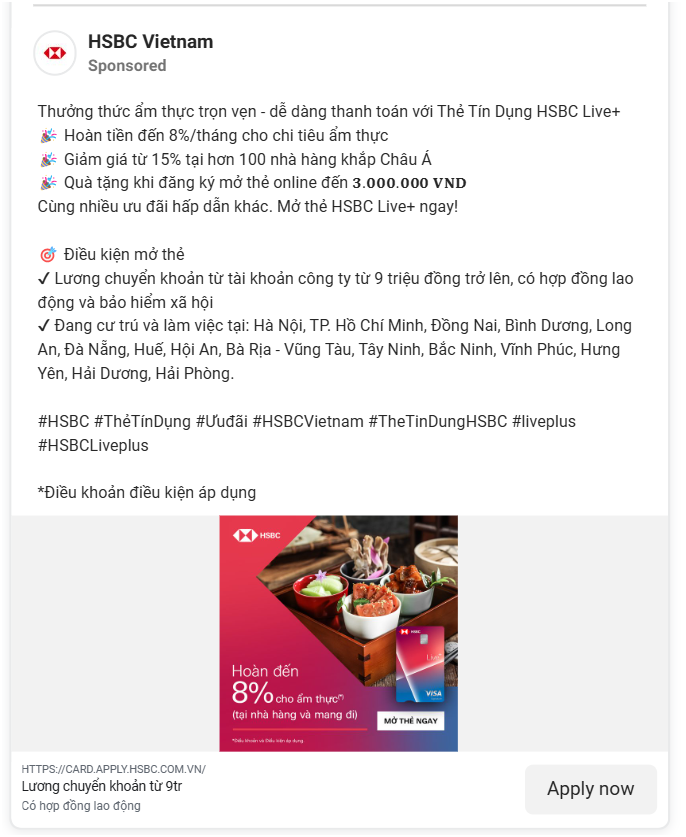 HSBC Vietnam
Sponsored
Thưởng thức ẩm thực trọn vẹn - dễ dàng thanh toán với Thẻ Tín Dụng HSBC Live+
🎉 Hoàn tiền đến 8%/tháng cho chi tiêu ẩm thực
🎉 Giảm giá từ 15% tại hơn 100 nhà hàng khắp Châu Á
🎉 Quà tặng khi đăng ký mở thẻ online đến 𝟑.𝟎𝟎𝟎.𝟎𝟎𝟎 𝐕𝐍𝐃
Cùng nhiều ưu đãi hấp dẫn khác. Mở thẻ HSBC Live+ ngay!
🎯 Điều kiện mở thẻ
✔ Lương chuyển khoản từ tài khoản công ty từ 9 triệu đồng trở lên, có hợp đồng lao
động và bảo hiểm xã hội
✔ Đang cư trú và làm việc tại: Hà Nội, TP. Hồ Chí Minh, Đồng Nai, Bình Dương, Long
An, Đà Nẵng, Huế, Hội An, Bà Rịa - Vũng Tàu, Tây Ninh, Bắc Ninh, Vĩnh Phúc, Hưng
Yên, Hải Dương, Hải Phòng.
#HSBC #ThẻTínDụng #Ưuđãi #HSBCVietnam #TheTinDungHSBC #liveplus
#HSBCLiveplus
*Điều khoản điều kiện áp dụng
HSBC
HSBC
Live+
VISA
Hoàn đến
8% cho ẩm thực(*)
(tại nhà hàng và mang đi)
MỞ THẺ NGAY
*Điều khoản và Điều kiện áp dụng
HTTPS://CARD.APPLY.HSBC.COM.VN/
Lương chuyển khoản từ 9tr
Có hợp đồng lao động
Apply now